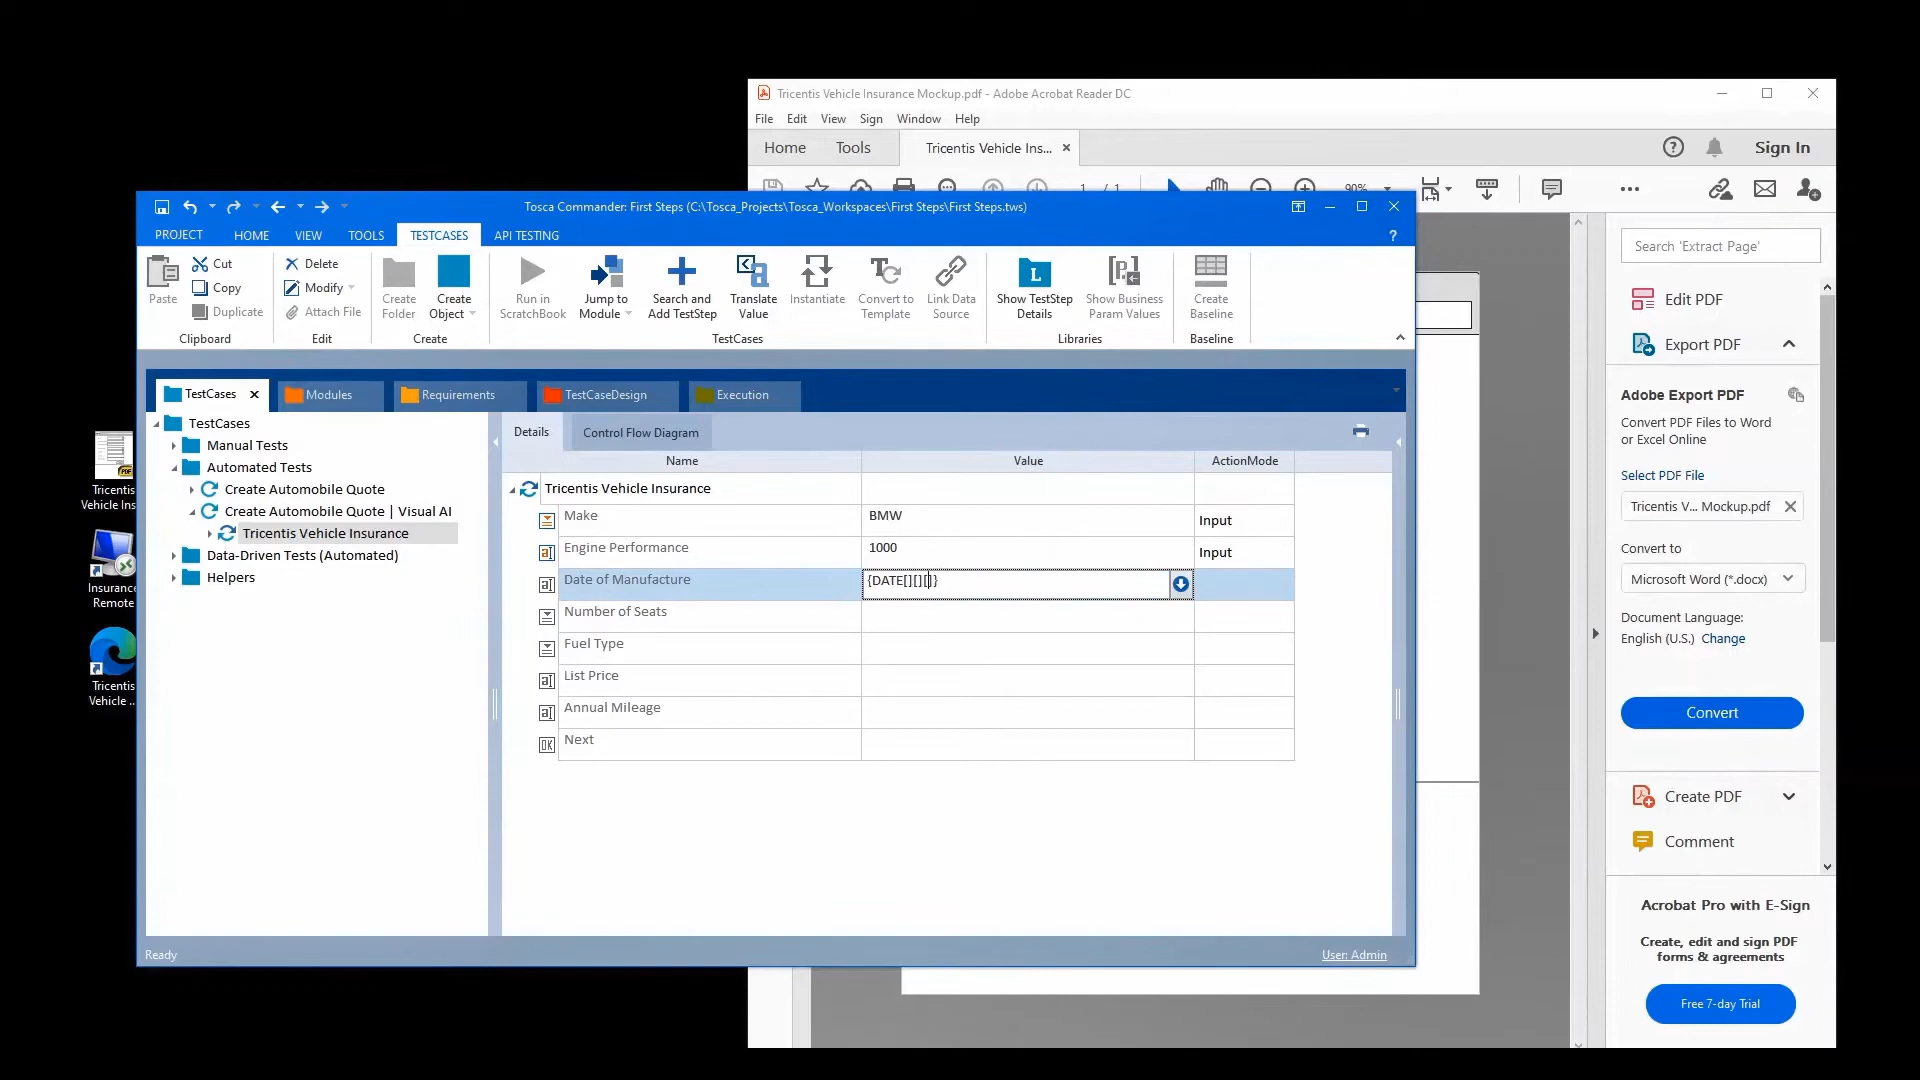 Tricentis Vehicle Insurance Mockup.pdf - Adobe Acrobat Reader DC
File Edit View Sign Window Help
Home Tools Tricentis Vehicle Ins... Sign In
1 / 1 90%
Tosca Commander: First Steps (C:\Tosca_Projects\Tosca_Workspaces\First Steps\First Steps.tws)
PROJECT HOME VIEW TOOLS TESTCASES API TESTING
Paste
Cut
Copy
Duplicate
Clipboard
Delete
Modify
Attach File
Edit
Create Folder
Create Object
Create
Run in ScratchBook
Jump to Module
Search and Add TestStep
Translate Value
Instantiate
Convert to Template
Link Data Source
TestCases
Show TestStep Details
Show Business Param Values
Libraries
Create Baseline
Baseline
TestCases Modules Requirements TestCaseDesign Execution
TestCases
Manual Tests
Automated Tests
Create Automobile Quote
Create Automobile Quote | Visual AI
Tricentis Vehicle Insurance
Data-Driven Tests (Automated)
Helpers
Details Control Flow Diagram
Name Value ActionMode
Tricentis Vehicle Insurance
Make BMW Input
Engine Performance 1000 Input
Date of Manufacture {DATE[][][]}
Number of Seats
Fuel Type
List Price
Annual Mileage
Next
Ready
User: Admin
Tricentis
Vehicle Ins
Insurance
Remote
Tricentis
Vehicle ..
Search 'Extract Page'
Edit PDF
Export PDF
Adobe Export PDF
Convert PDF Files to Word
or Excel Online
Select PDF File
Tricentis V... Mockup.pdf
Convert to
Microsoft Word (*.docx)
Document Language:
English (U.S.) Change
Convert
Create PDF
Comment
Acrobat Pro with E-Sign
Create, edit and sign PDF
forms & agreements
Free 7-day Trial